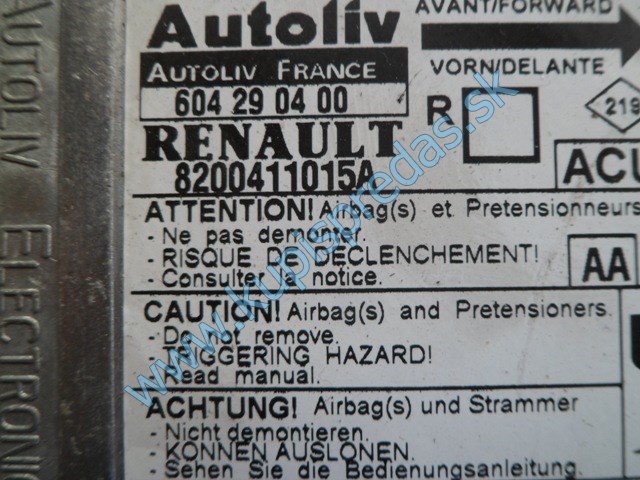 AUTOLIV ELECTRONIC
Autoliv
AVANT/FORWARD
AUTOLIV FRANCE
VORN/DELANTE
604 29 04 00
R
219
RENAULT
8200411015A
ACU
ATTENTION! Airbag(s) et Pretensionneurs
- Ne pas demonter.
- RISQUE DE DECLENCHEMENT!
- Consulter la notice.
AA
CAUTION! Airbag(s) and Pretensioners.
- Do not remove.
- TRIGGERING HAZARD!
- Read manual.
ACHTUNG! Airbag(s) und Strammer
- Nicht demontieren.
- KONNEN AUSLONEN.
- Sehen Sie die Bedienungsanleitung.
www.kupispredas.sk